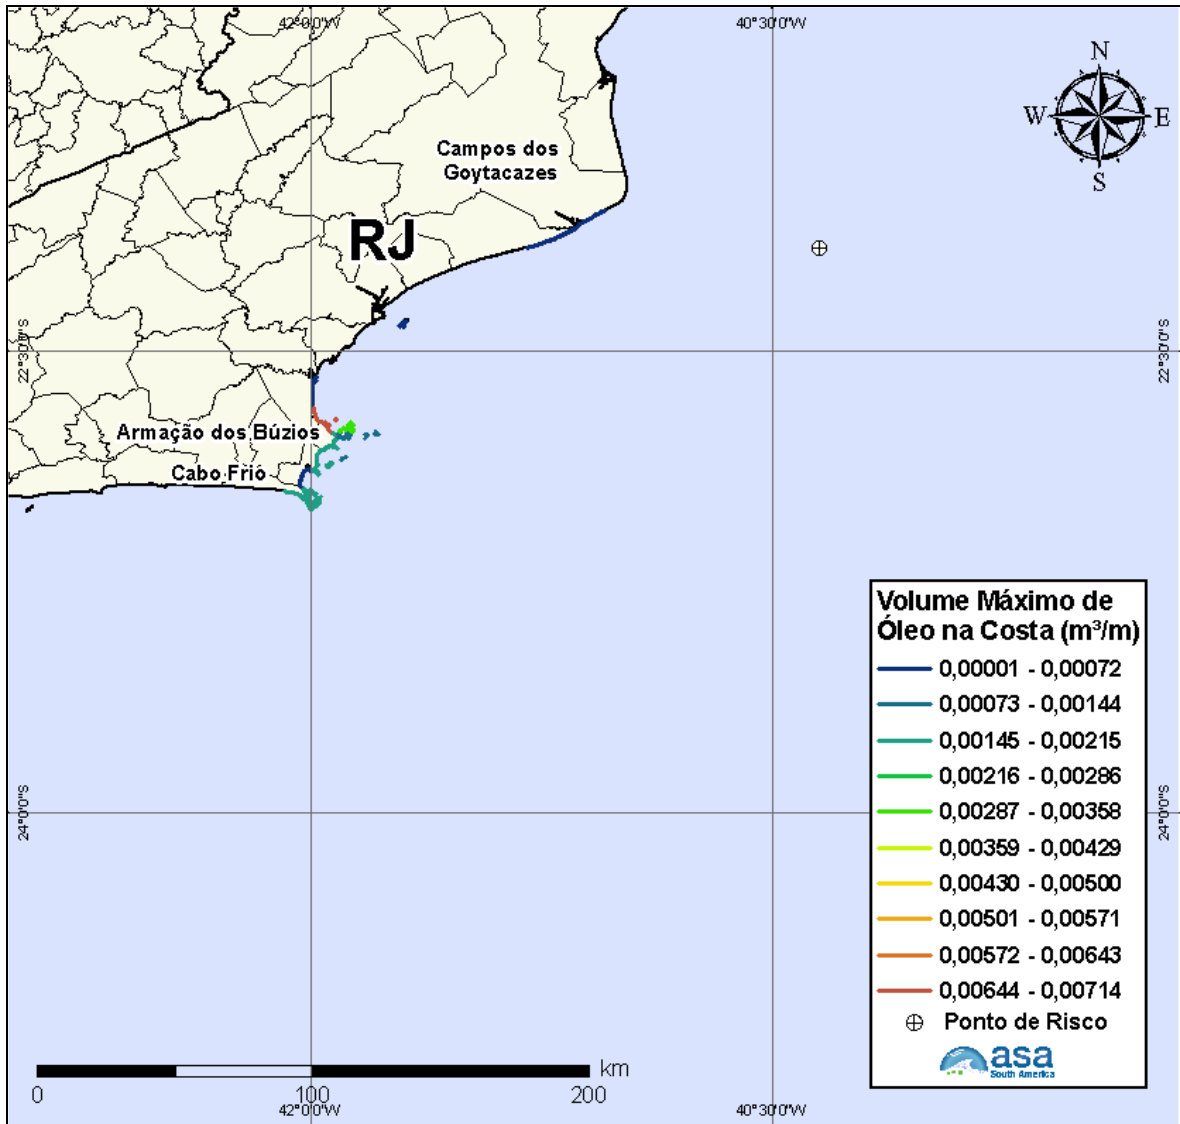 42°0'0"W
40°30'0"W
N
W
E
S
Campos dos
Goytacazes
RJ
22°30'0"S
22°30'0"S
Armação dos Búzios
Cabo Frio
Volume Máximo de
Óleo na Costa (m³/m)
0,00001 - 0,00072
0,00073 - 0,00144
0,00145 - 0,00215
0,00216 - 0,00286
0,00287 - 0,00358
0,00359 - 0,00429
0,00430 - 0,00500
0,00501 - 0,00571
0,00572 - 0,00643
0,00644 - 0,00714
Ponto de Risco
asa
South America
24°0'0"S
24°0'0"S
0
100
200
km
42°0'0"W
40°30'0"W